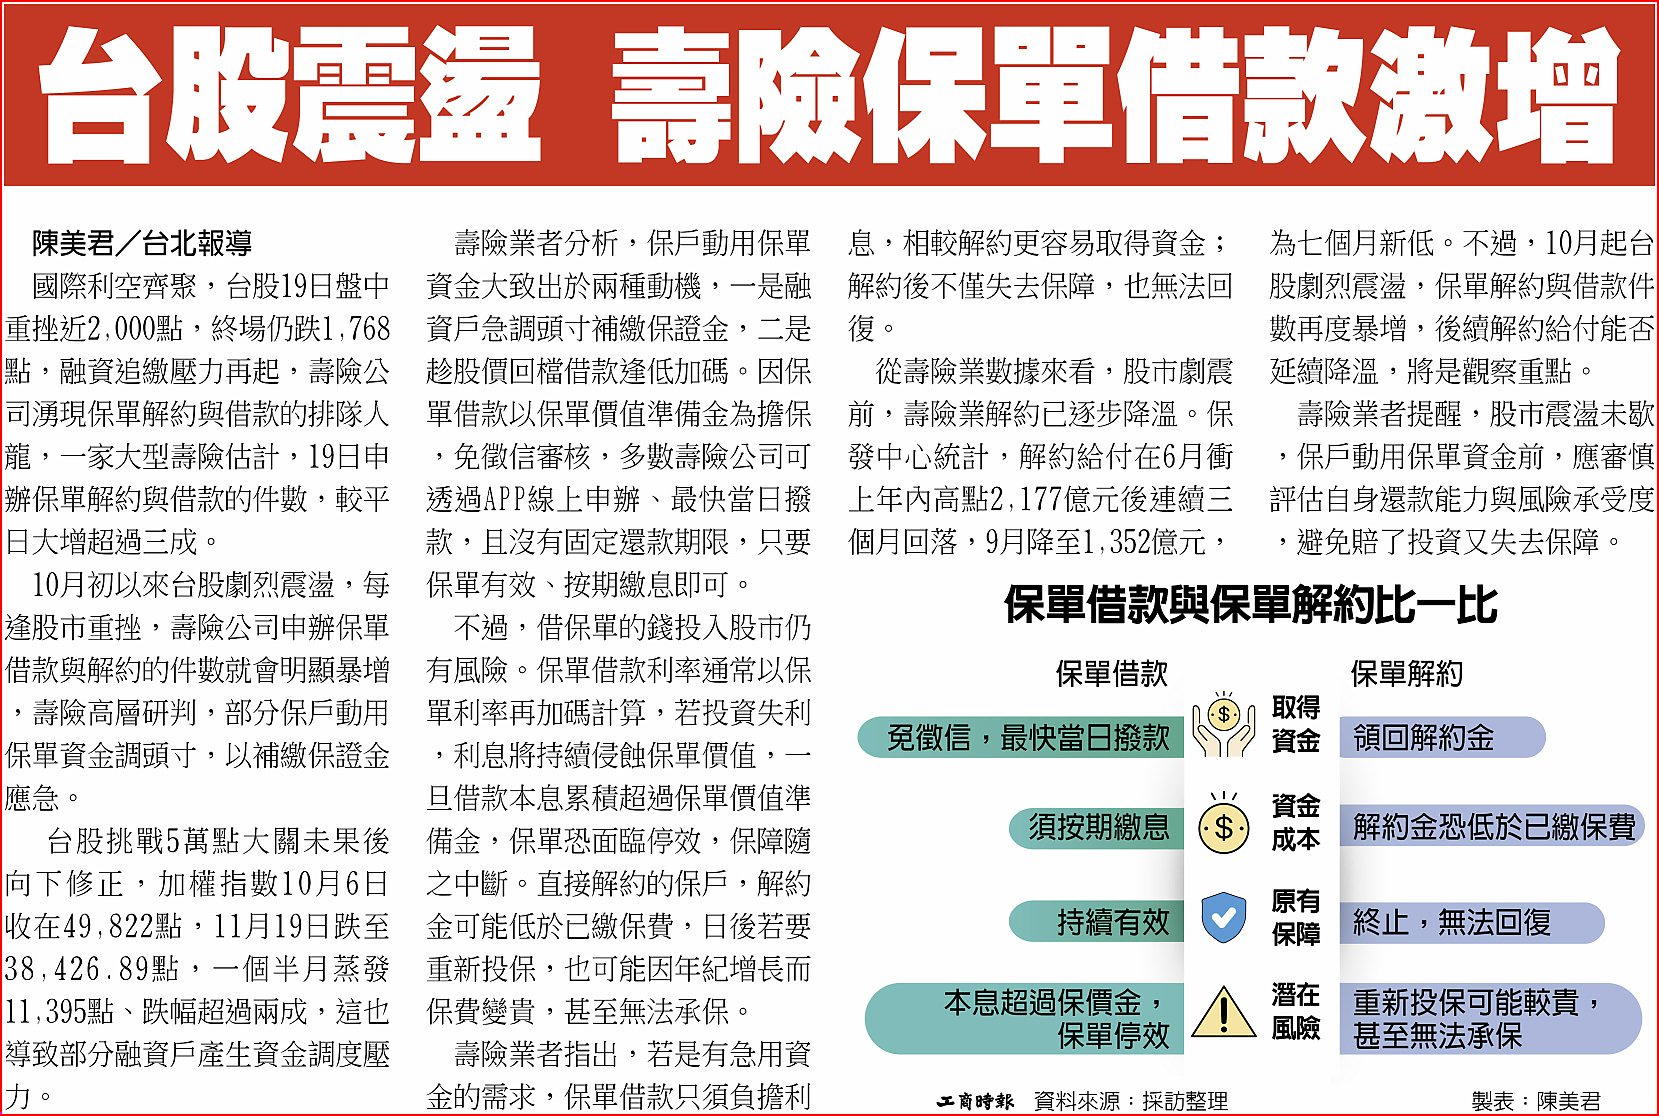 台股震盪 壽險保單借款激增
陳美君／台北報導
國際利空齊聚，台股19日盤中
重挫近2,000點，終場仍跌1,768
點，融資追繳壓力再起，壽險公
司湧現保單解約與借款的排隊人
龍，一家大型壽險估計，19日申
辦保單解約與借款的件數，較平
日大增超過三成。
10月初以來台股劇烈震盪，每
逢股市重挫，壽險公司申辦保單
借款與解約的件數就會明顯暴增
，壽險高層研判，部分保戶動用
保單資金調頭寸，以補繳保證金
應急。
台股挑戰5萬點大關未果後
向下修正，加權指數10月6日
收在49,822點，11月19日跌至
38,426.89點，一個半月蒸發
11,395點、跌幅超過兩成，這也
導致部分融資戶產生資金調度壓
力。
壽險業者分析，保戶動用保單
資金大致出於兩種動機，一是融
資戶急調頭寸補繳保證金，二是
趁股價回檔借款逢低加碼。因保
單借款以保單價值準備金為擔保
，免徵信審核，多數壽險公司可
透過APP線上申辦、最快當日撥
款，且沒有固定還款期限，只要
保單有效、按期繳息即可。
不過，借保單的錢投入股市仍
有風險。保單借款利率通常以保
單利率再加碼計算，若投資失利
，利息將持續侵蝕保單價值，一
旦借款本息累積超過保單價值準
備金，保單恐面臨停效，保障隨
之中斷。直接解約的保戶，解約
金可能低於已繳保費，日後若要
重新投保，也可能因年紀增長而
保費變貴，甚至無法承保。
壽險業者指出，若是有急用資
金的需求，保單借款只須負擔利
息，相較解約更容易取得資金；
解約後不僅失去保障，也無法回
復。
從壽險業數據來看，股市劇震
前，壽險業解約已逐步降溫。保
發中心統計，解約給付在6月衝
上年內高點2,177億元後連續三
個月回落，9月降至1,352億元，
為七個月新低。不過，10月起台
股劇烈震盪，保單解約與借款件
數再度暴增，後續解約給付能否
延續降溫，將是觀察重點。
壽險業者提醒，股市震盪未歇
，保戶動用保單資金前，應審慎
評估自身還款能力與風險承受度
，避免賠了投資又失去保障。
保單借款與保單解約比一比
保單借款
保單解約
免徵信，最快當日撥款
取得
資金
領回解約金
須按期繳息
資金
成本
解約金恐低於已繳保費
持續有效
原有
保障
終止，無法回復
本息超過保價金，
保單停效
潛在
風險
重新投保可能較貴，
甚至無法承保
工商時報 資料來源：採訪整理
製表：陳美君